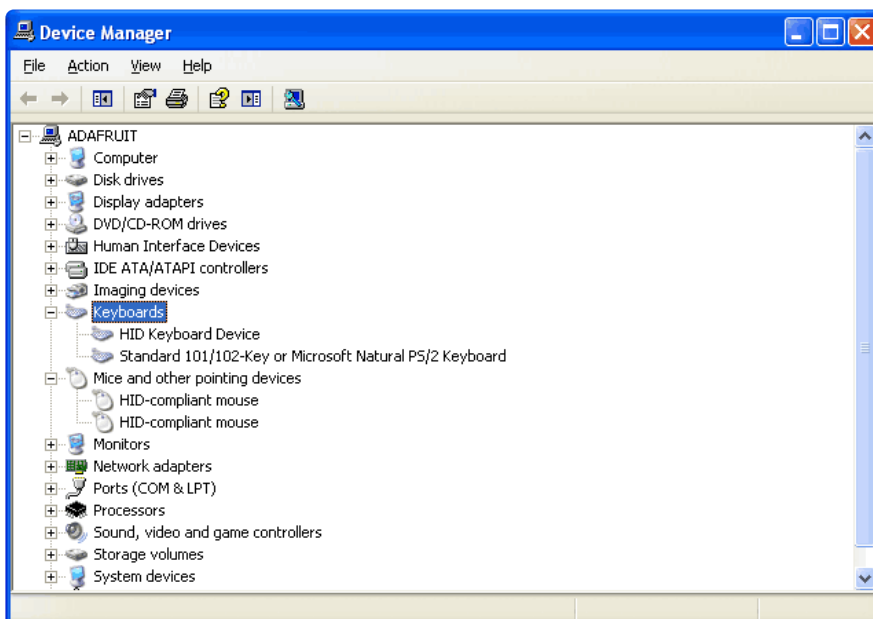 Device Manager
File Action View Help
ADAFRUIT
Computer
Disk drives
Display adapters
DVD/CD-ROM drives
Human Interface Devices
IDE ATA/ATAPI controllers
Imaging devices
Keyboards
HID Keyboard Device
Standard 101/102-Key or Microsoft Natural PS/2 Keyboard
Mice and other pointing devices
HID-compliant mouse
HID-compliant mouse
Monitors
Network adapters
Ports (COM & LPT)
Processors
Sound, video and game controllers
Storage volumes
System devices